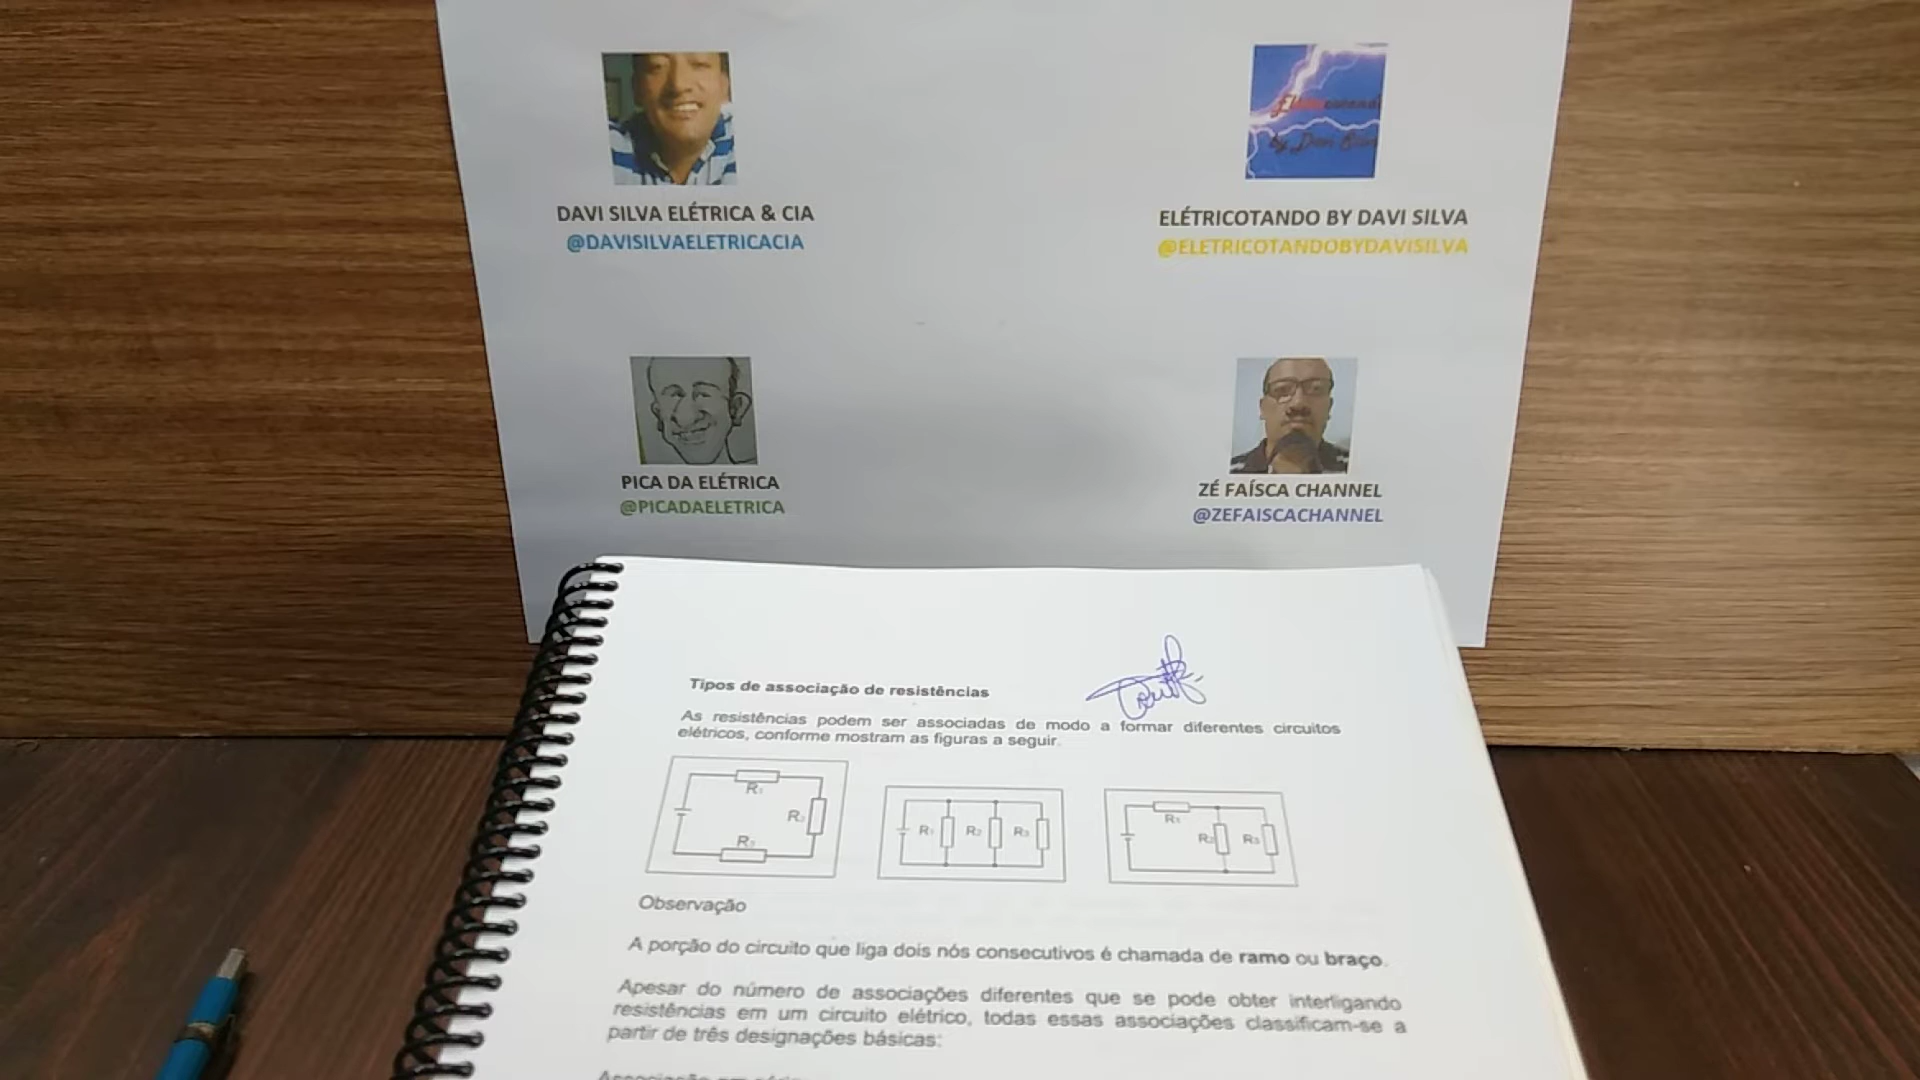 DAVI SILVA ELÉTRICA & CIA
@DAVISILVAELETRICACIA
ELÉTRICOTANDO BY DAVI SILVA
@ELETRICOTANDOBYDAVISILVA
PICA DA ELÉTRICA
@PICADAELETRICA
ZÉ FAÍSCA CHANNEL
@ZEFAISCACHANNEL
Tipos de associação de resistências
As resistências podem ser associadas de modo a formar diferentes circuitos
elétricos, conforme mostram as figuras a seguir.
R1
R2
R3
R1 R2 R3
R1
R2 R3
Observação
A porção do circuito que liga dois nós consecutivos é chamada de ramo ou braço.
Apesar do número de associações diferentes que se pode obter interligando
resistências em um circuito elétrico, todas essas associações classificam-se a
partir de três designações básicas: